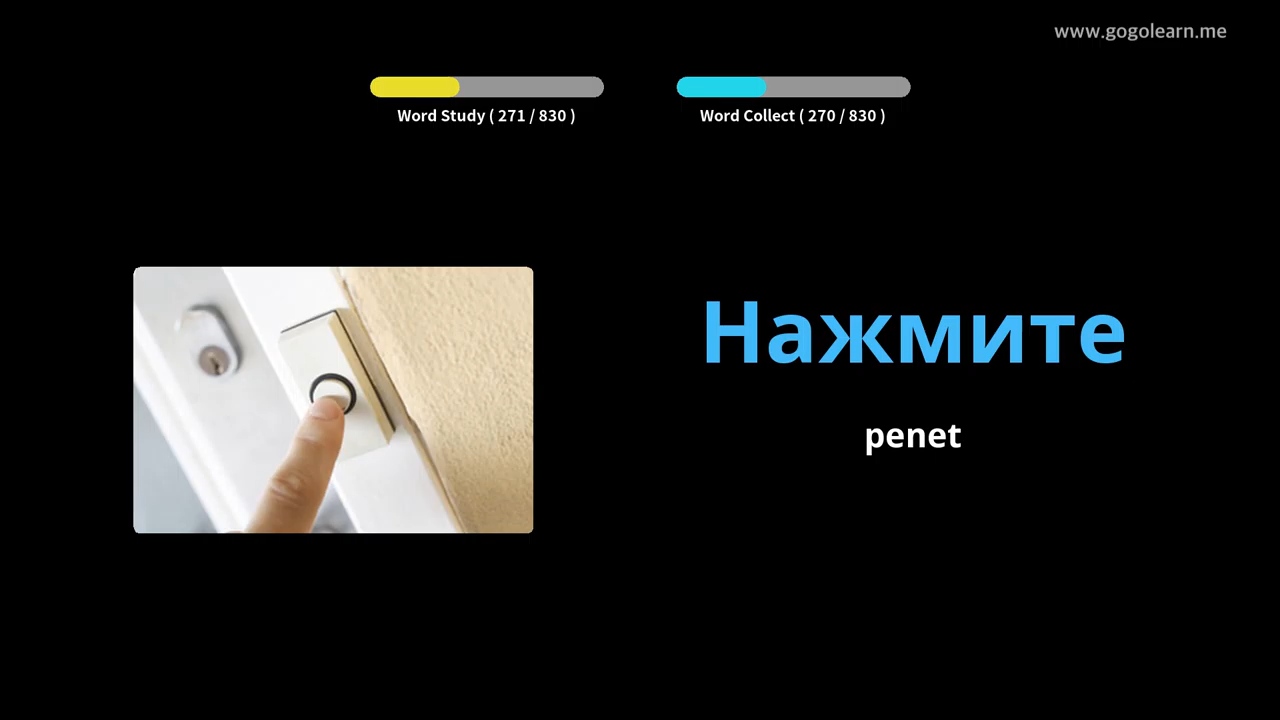 www.gogolearn.me
Word Study ( 271 / 830 )
Word Collect ( 270 / 830 )
Нажмите
penet